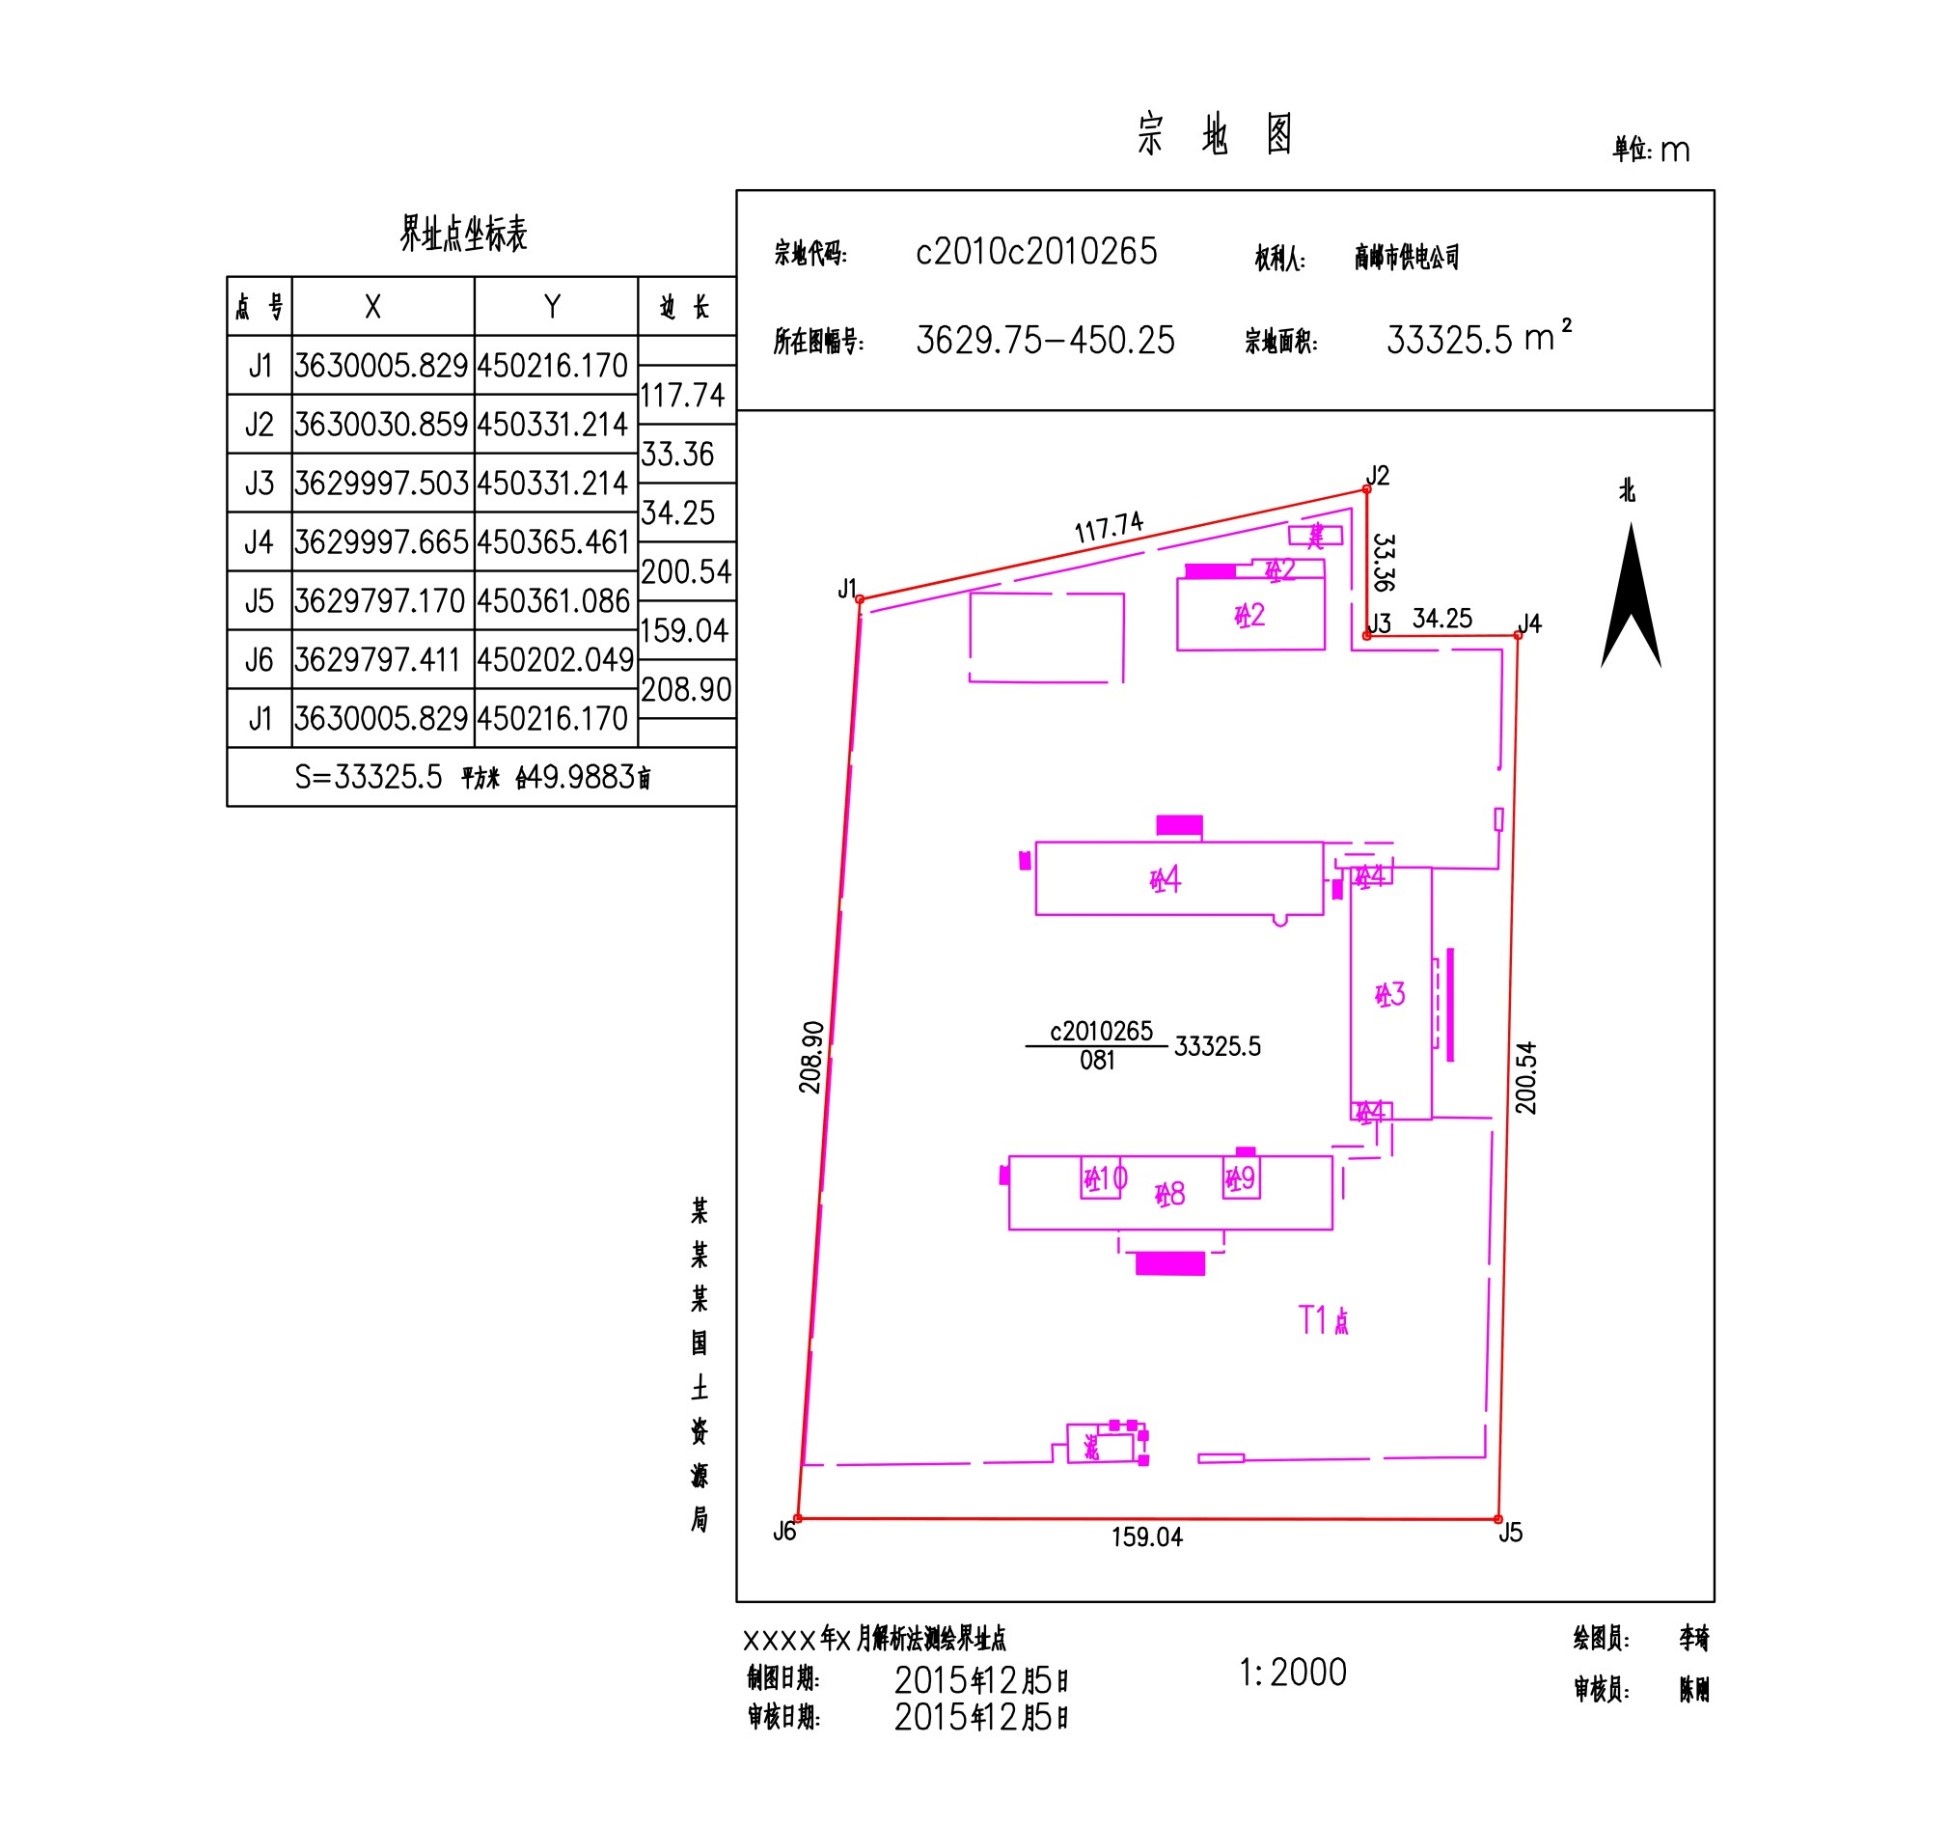 宗 地 图
单位: m
界址点坐标表
点 号 X Y 边 长
J1 3630005.829 450216.170
117.74
J2 3630030.859 450331.214
33.36
J3 3629997.503 450331.214
34.25
J4 3629997.665 450365.461
200.54
J5 3629797.170 450361.086
159.04
J6 3629797.411 450202.049
208.90
J1 3630005.829 450216.170
S=33325.5 平方米 合49.9883亩
宗地代码: c2010c2010265 权利人: 高邮市供电公司
所在图幅号: 3629.75-450.25 宗地面积: 33325.5 m²
北
J2
117.74
建
33.36
砼2
J1
砼2
J3
34.25
J4
砼4
砼4
砼3
c2010265
081
33325.5
208.90
200.54
砼4
砼10
砼8
砼9
T1点
混
J6
159.04
J5
某某某国土资源局
××××年×月解析法测绘界址点
制图日期: 2015年12月5日
审核日期: 2015年12月5日
1:2000
绘图员: 李琦
审核员: 陈刚